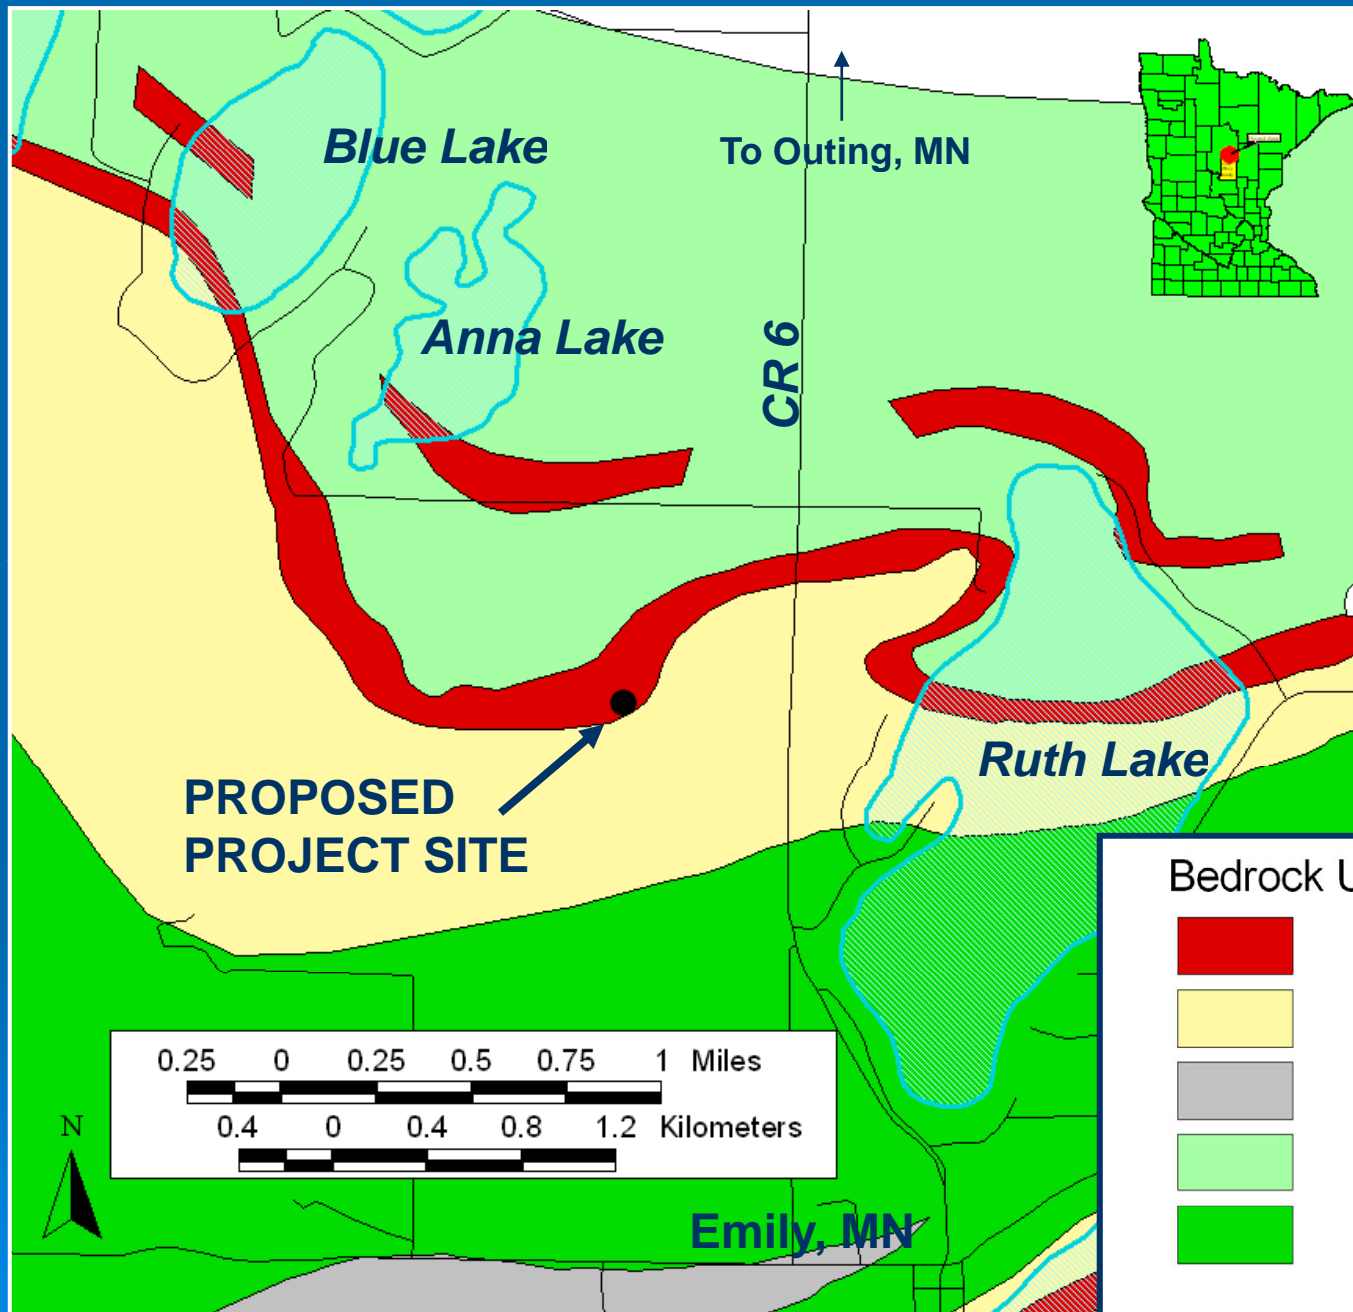 Blue Lake
To Outing, MN
Anna Lake
CR 6
Ruth Lake
PROPOSED
PROJECT SITE
Bedrock U
0.25 0 0.25 0.5 0.75 1 Miles
0.4 0 0.4 0.8 1.2 Kilometers
N
Emily, MN